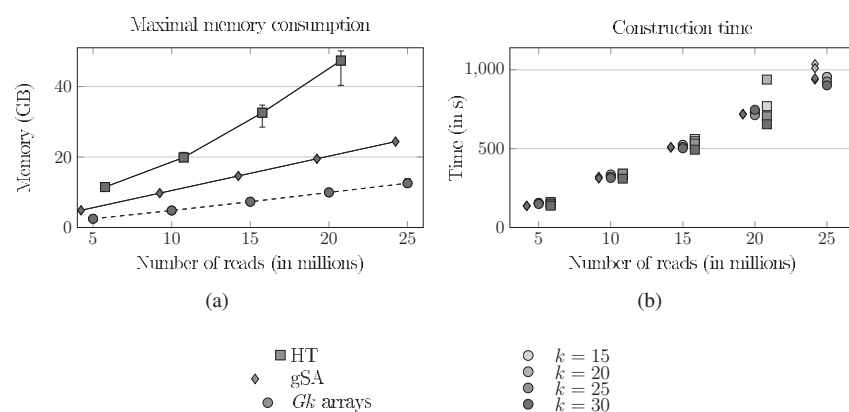 Maximal memory consumption
Memory (GB)
40
20
0
5 10 15 20 25
Number of reads (in millions)
(a)
Construction time
Time (in s)
1,000
500
0
5 10 15 20 25
Number of reads (in millions)
(b)
HT
gSA
Gk arrays
k = 15
k = 20
k = 25
k = 30